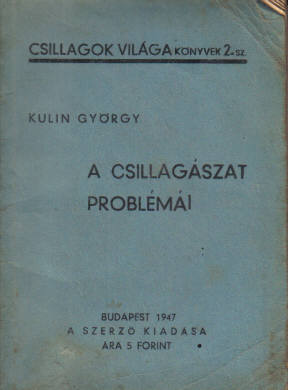 CSILLAGOK VILÁGA KÖNYVEK 2.SZ.
KULIN GYÖRGY
A CSILLAGÁSZAT
PROBLÉMÁI
BUDAPEST 1947
A SZERZŐ KIADÁSA
ÁRA 5 FORINT